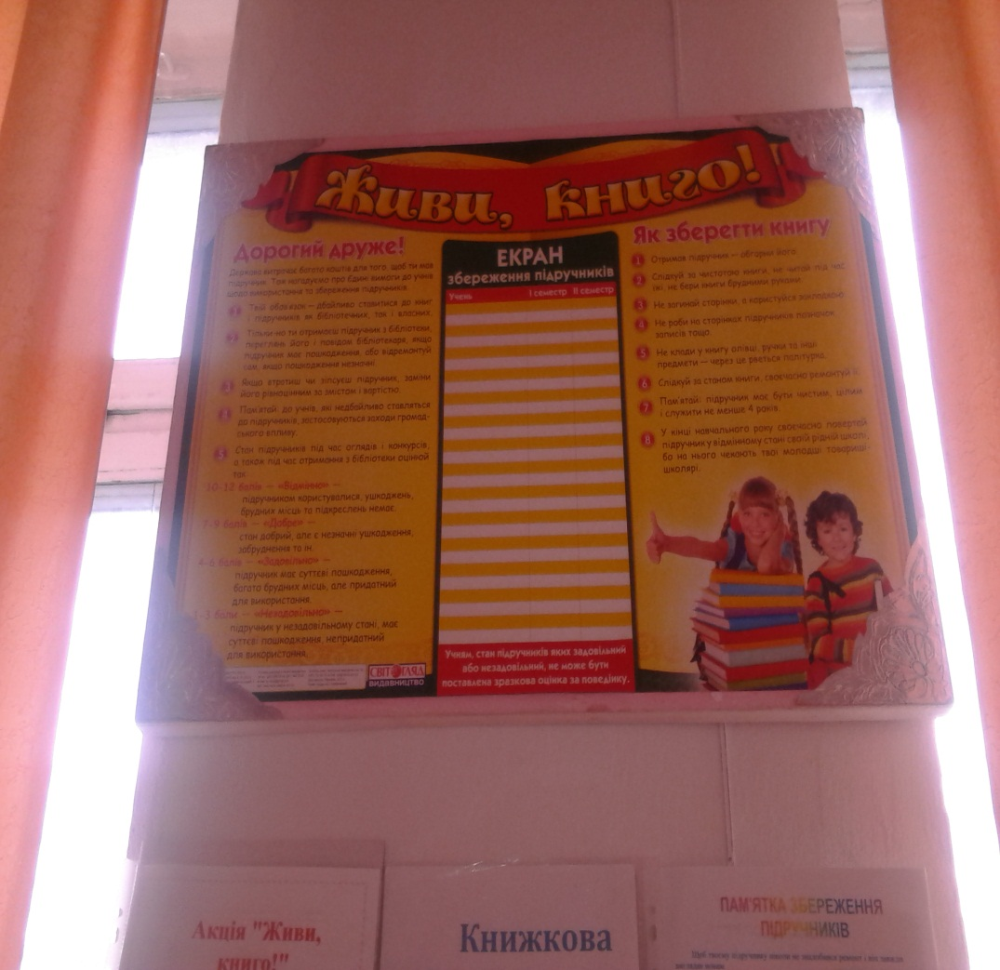 Живи, книго!
Дорогий друже!
Держава витрачає багато коштів для того, щоб ти мав
підручник. Тож нагадуємо про єдині вимоги до учнів
щодо використання та збереження підручників.
1 Твій обов'язок — дбайливо ставитися до книг
і підручників як бібліотечних, так і власних.
2 Тільки-но ти отримаєш підручник з бібліотеки,
переглянь його і повідом бібліотекаря, якщо
підручник має пошкодження, або відремонтуй
сам, якщо пошкодження незначні.
3 Якщо втратиш чи зіпсуєш підручник, заміни
його рівноцінним за змістом і вартістю.
4 Пам'ятай: до учнів, які недбайливо ставляться
до підручників, застосовуються заходи громад-
ського впливу.
5 Стан підручників під час оглядів і конкурсів,
а також під час отримання з бібліотеки оцінюй
так:
10-12 балів — «Відмінно» —
підручником користувалися, ушкоджень,
брудних місць та підкреслень немає.
7-9 балів — «Добре» —
стан добрий, але є незначні ушкодження,
забруднення та ін.
4-6 балів — «Задовільно» —
підручник має суттєві пошкодження,
багато брудних місць, але придатний
для використання.
1-3 бали — «Незадовільно» —
підручник у незадовільному стані, має
суттєві пошкодження, непридатний
для використання.
СВІТОГЛЯД
ВИДАВНИЦТВО
ЕКРАН
збереження підручників
Учень I семестр II семестр
Учням, стан підручників яких задовільний
або незадовільний, не може бути
поставлена зразкова оцінка за поведінку.
Як зберегти книгу
1 Отримав підручник — обгорни його.
2 Слідкуй за чистотою книги, не читай під час
їжі, не бери книги брудними руками.
3 Не загинай сторінки, а користуйся закладкою.
4 Не роби на сторінках підручників позначок,
записів тощо.
5 Не клади у книгу олівці, ручки та інші
предмети — через це рветься палітурка.
6 Слідкуй за станом книги, своєчасно ремонтуй її.
7 Пам'ятай: підручник має бути чистим, цілим
і служити не менше 4 років.
8 У кінці навчального року своєчасно повертай
підручник у відмінному стані своїй рідній школі,
бо на нього чекають твої молодші товариші-
школярі.
Акція "Живи,
книго!"
Книжкова
ПАМ'ЯТКА ЗБЕРЕЖЕННЯ
ПІДРУЧНИКІВ